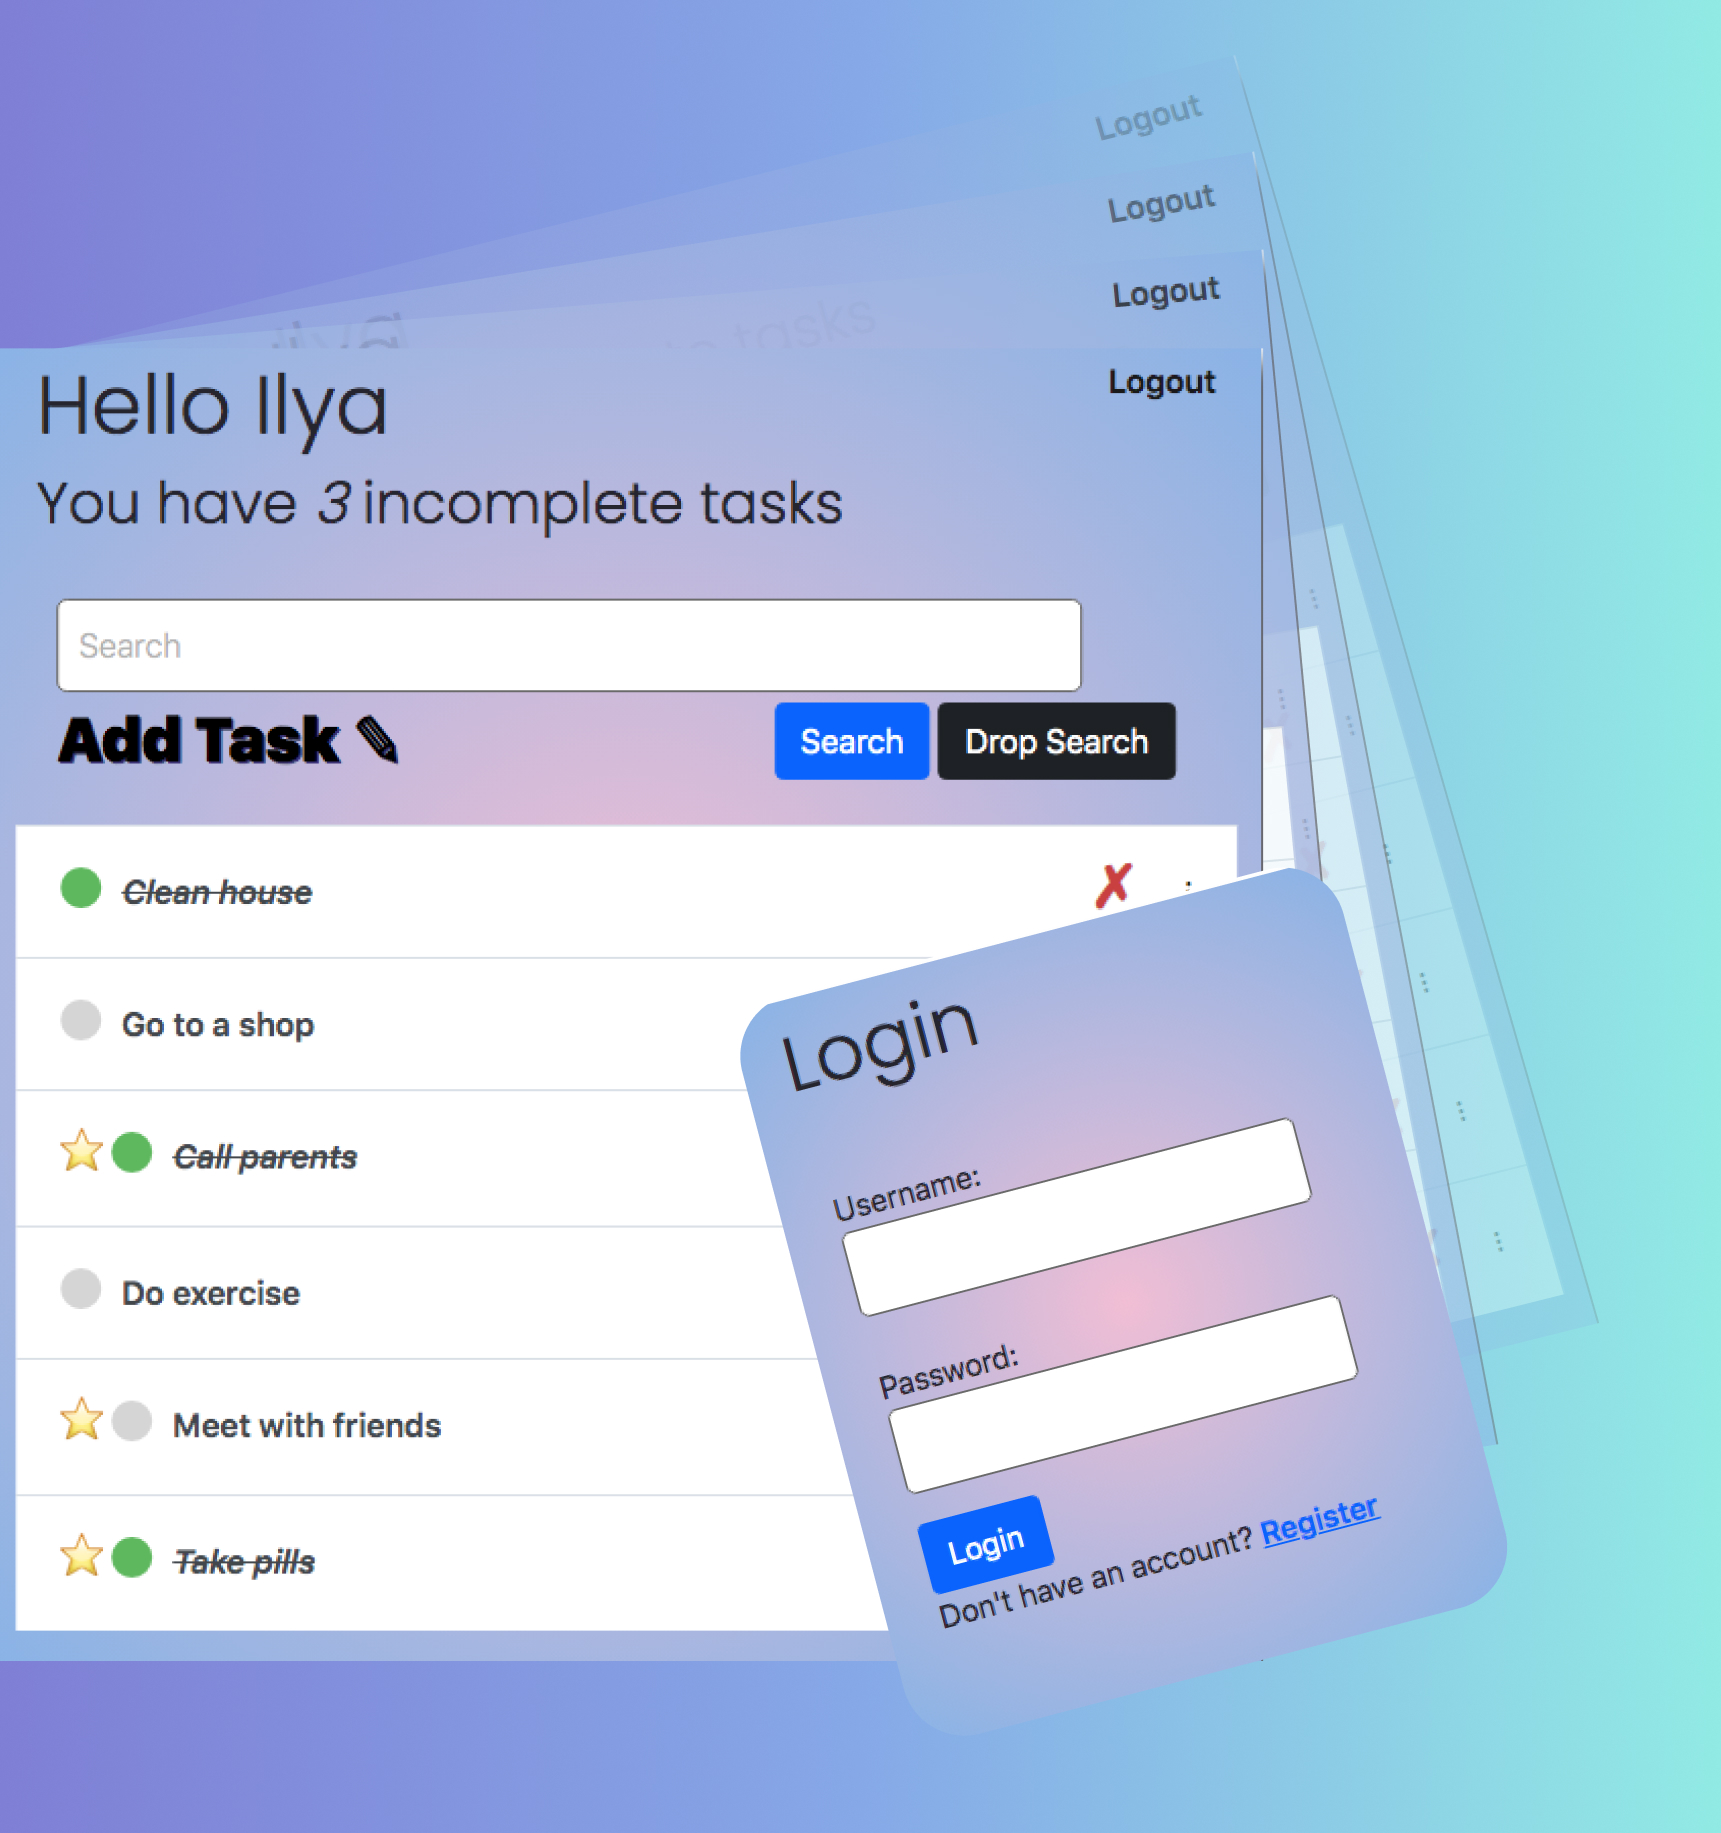 Logout
Logout
Logout
Ilya
tasks
Hello Ilya
Logout
You have 3 incomplete tasks
Search
Add Task ✎
Search
Drop Search
Clean house
✗
Go to a shop
Call parents
Do exercise
Meet with friends
Take pills
Login
Username:
Password:
Login
Don't have an account? Register